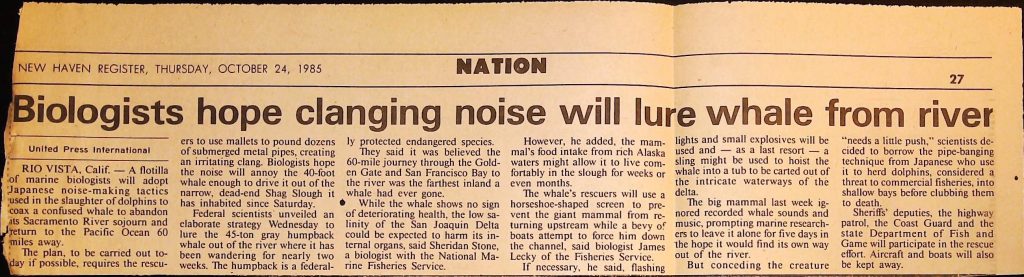 NEW HAVEN REGISTER, THURSDAY, OCTOBER 24, 1985
NATION
27
Biologists hope clanging noise will lure whale from river
United Press International
RIO VISTA, Calif. — A flotilla
of marine biologists will adopt
Japanese noise-making tactics
used in the slaughter of dolphins to
coax a confused whale to abandon
its Sacramento River sojourn and
return to the Pacific Ocean 60
miles away.
The plan, to be carried out to-
day if possible, requires the rescu-
ers to use mallets to pound dozens
of submerged metal pipes, creating
an irritating clang. Biologists hope
the noise will annoy the 40-foot
whale enough to drive it out of the
narrow, dead-end Shag Slough it
has inhabited since Saturday.
Federal scientists unveiled an
elaborate strategy Wednesday to
lure the 45-ton gray humpback
whale out of the river where it has
been wandering for nearly two
weeks. The humpback is a federal-
ly protected endangered species.
They said it was believed the
60-mile journey through the Gold-
en Gate and San Francisco Bay to
the river was the farthest inland a
whale had ever gone.
While the whale shows no sign
of deteriorating health, the low sa-
linity of the San Joaquin Delta
could be expected to harm its in-
ternal organs, said Sheridan Stone,
a biologist with the National Ma-
rine Fisheries Service.
However, he added, the mam-
mal's food intake from rich Alaska
waters might allow it to live com-
fortably in the slough for weeks or
even months.
The whale's rescuers will use a
horseshoe-shaped screen to pre-
vent the giant mammal from re-
turning upstream while a bevy of
boats attempt to force him down
the channel, said biologist James
Lecky of the Fisheries Service.
If necessary, he said, flashing
lights and small explosives will be
used and — as a last resort — a
sling might be used to hoist the
whale into a tub to be carted out of
the intricate waterways of the
delta.
The big mammal last week ig-
nored recorded whale sounds and
music, prompting marine research-
ers to leave it alone for five days in
the hope it would find its own way
out of the river.
But conceding the creature
"needs a little push," scientists de-
cided to borrow the pipe-banging
technique from Japanese who use
it to herd dolphins, considered a
threat to commercial fisheries, into
shallow bays before clubbing them
to death.
Sheriffs' deputies, the highway
patrol, the Coast Guard and the
state Department of Fish and
Game will participate in the rescue
effort. Aircraft and boats will also
be kept away.